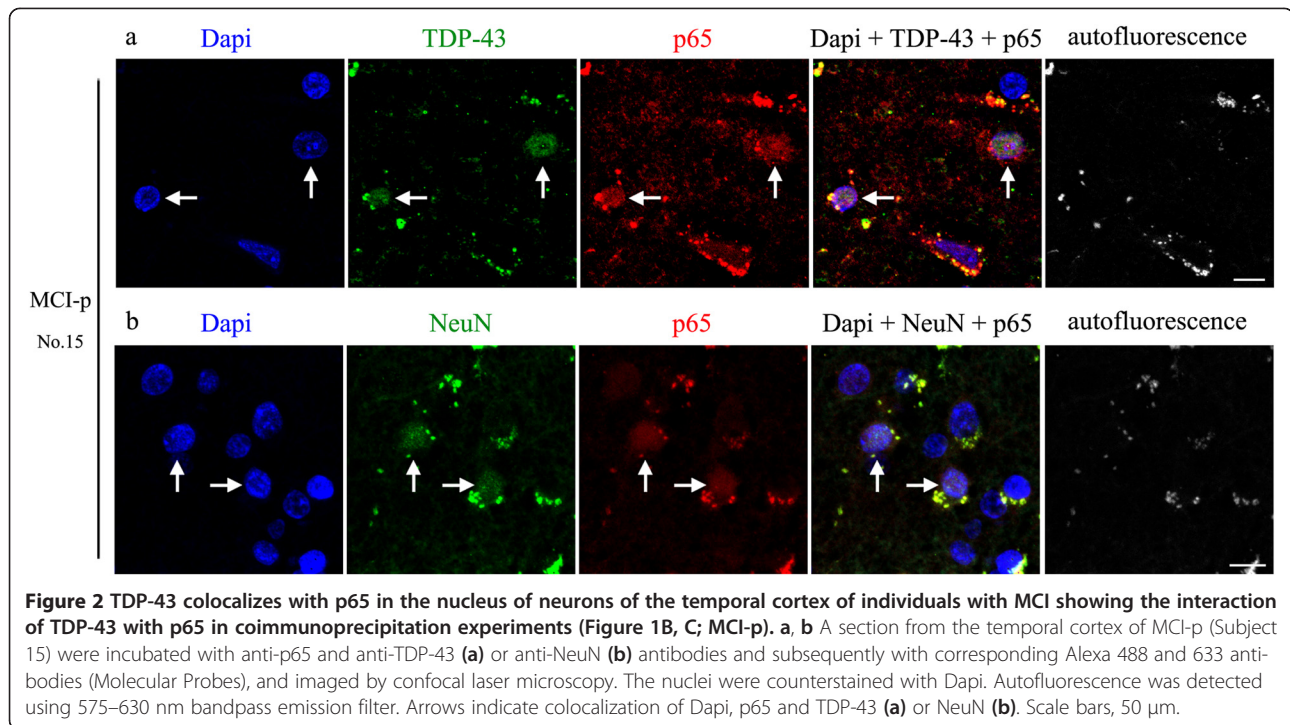 a Dapi TDP-43 p65 Dapi + TDP-43 + p65 autofluorescence
MCI-p
No.15
b Dapi NeuN p65 Dapi + NeuN + p65 autofluorescence
Figure 2 TDP-43 colocalizes with p65 in the nucleus of neurons of the temporal cortex of individuals with MCI showing the interaction
of TDP-43 with p65 in coimmunoprecipitation experiments (Figure 1B, C; MCI-p). a, b A section from the temporal cortex of MCI-p (Subject
15) were incubated with anti-p65 and anti-TDP-43 (a) or anti-NeuN (b) antibodies and subsequently with corresponding Alexa 488 and 633 anti-
bodies (Molecular Probes), and imaged by confocal laser microscopy. The nuclei were counterstained with Dapi. Autofluorescence was detected
using 575–630 nm bandpass emission filter. Arrows indicate colocalization of Dapi, p65 and TDP-43 (a) or NeuN (b). Scale bars, 50 μm.